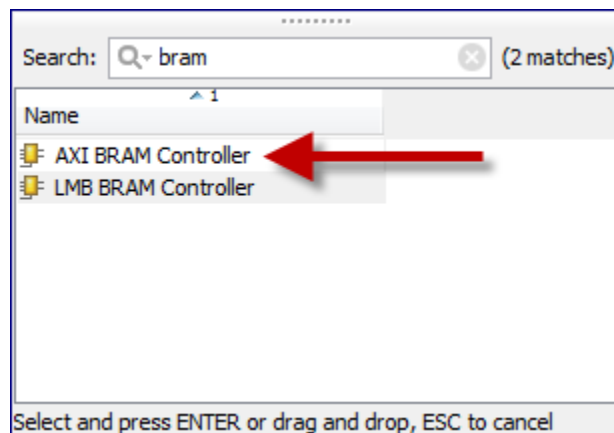 Search: bram (2 matches)
1
Name
AXI BRAM Controller
LMB BRAM Controller
Select and press ENTER or drag and drop, ESC to cancel